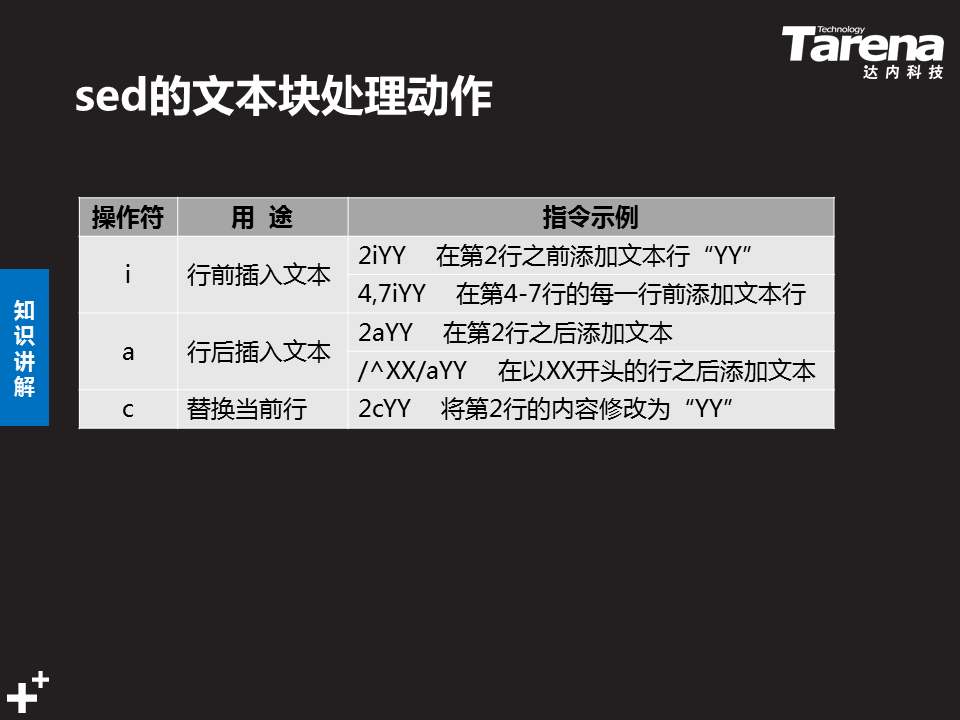 Technology
Tarena
达内科技
sed的文本块处理动作
知识讲解
操作符 用 途 指令示例
i 行前插入文本 2iYY 在第2行之前添加文本行“YY”
4,7iYY 在第4-7行的每一行前添加文本行
a 行后插入文本 2aYY 在第2行之后添加文本
/^XX/aYY 在以XX开头的行之后添加文本
c 替换当前行 2cYY 将第2行的内容修改为“YY”